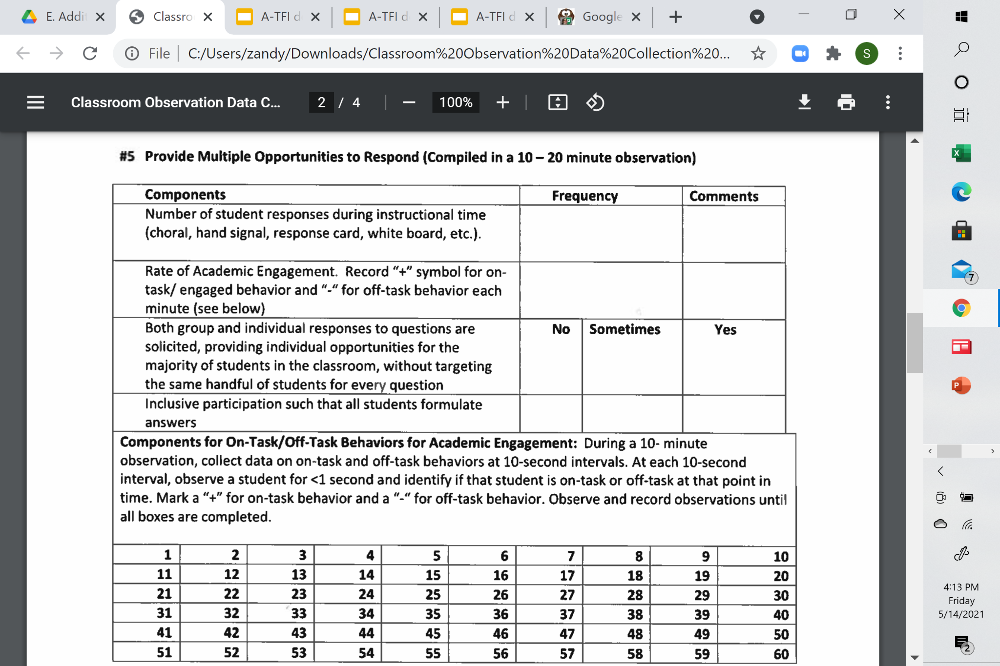 E. Addi
Classro
A-TFI d
A-TFI d
A-TFI d
Google
File
C:/Users/zandy/Downloads/Classroom%20Observation%20Data%20Collection%20...
S
Classroom Observation Data C...
2 / 4
100%
#5 Provide Multiple Opportunities to Respond (Compiled in a 10 – 20 minute observation)
Components Frequency Comments
Number of student responses during instructional time
(choral, hand signal, response card, white board, etc.).
Rate of Academic Engagement. Record “+” symbol for on-
task/ engaged behavior and “-“ for off-task behavior each
minute (see below)
Both group and individual responses to questions are
No Sometimes Yes
solicited, providing individual opportunities for the
majority of students in the classroom, without targeting
the same handful of students for every question
Inclusive participation such that all students formulate
answers
Components for On-Task/Off-Task Behaviors for Academic Engagement: During a 10- minute
observation, collect data on on-task and off-task behaviors at 10-second intervals. At each 10-second
interval, observe a student for <1 second and identify if that student is on-task or off-task at that point in
time. Mark a “+” for on-task behavior and a “-“ for off-task behavior. Observe and record observations until
all boxes are completed.
1 2 3 4 5 6 7 8 9 10
11 12 13 14 15 16 17 18 19 20
21 22 23 24 25 26 27 28 29 30
31 32 33 34 35 36 37 38 39 40
41 42 43 44 45 46 47 48 49 50
51 52 53 54 55 56 57 58 59 60
X
7
P
4:13 PM
Friday
5/14/2021
2